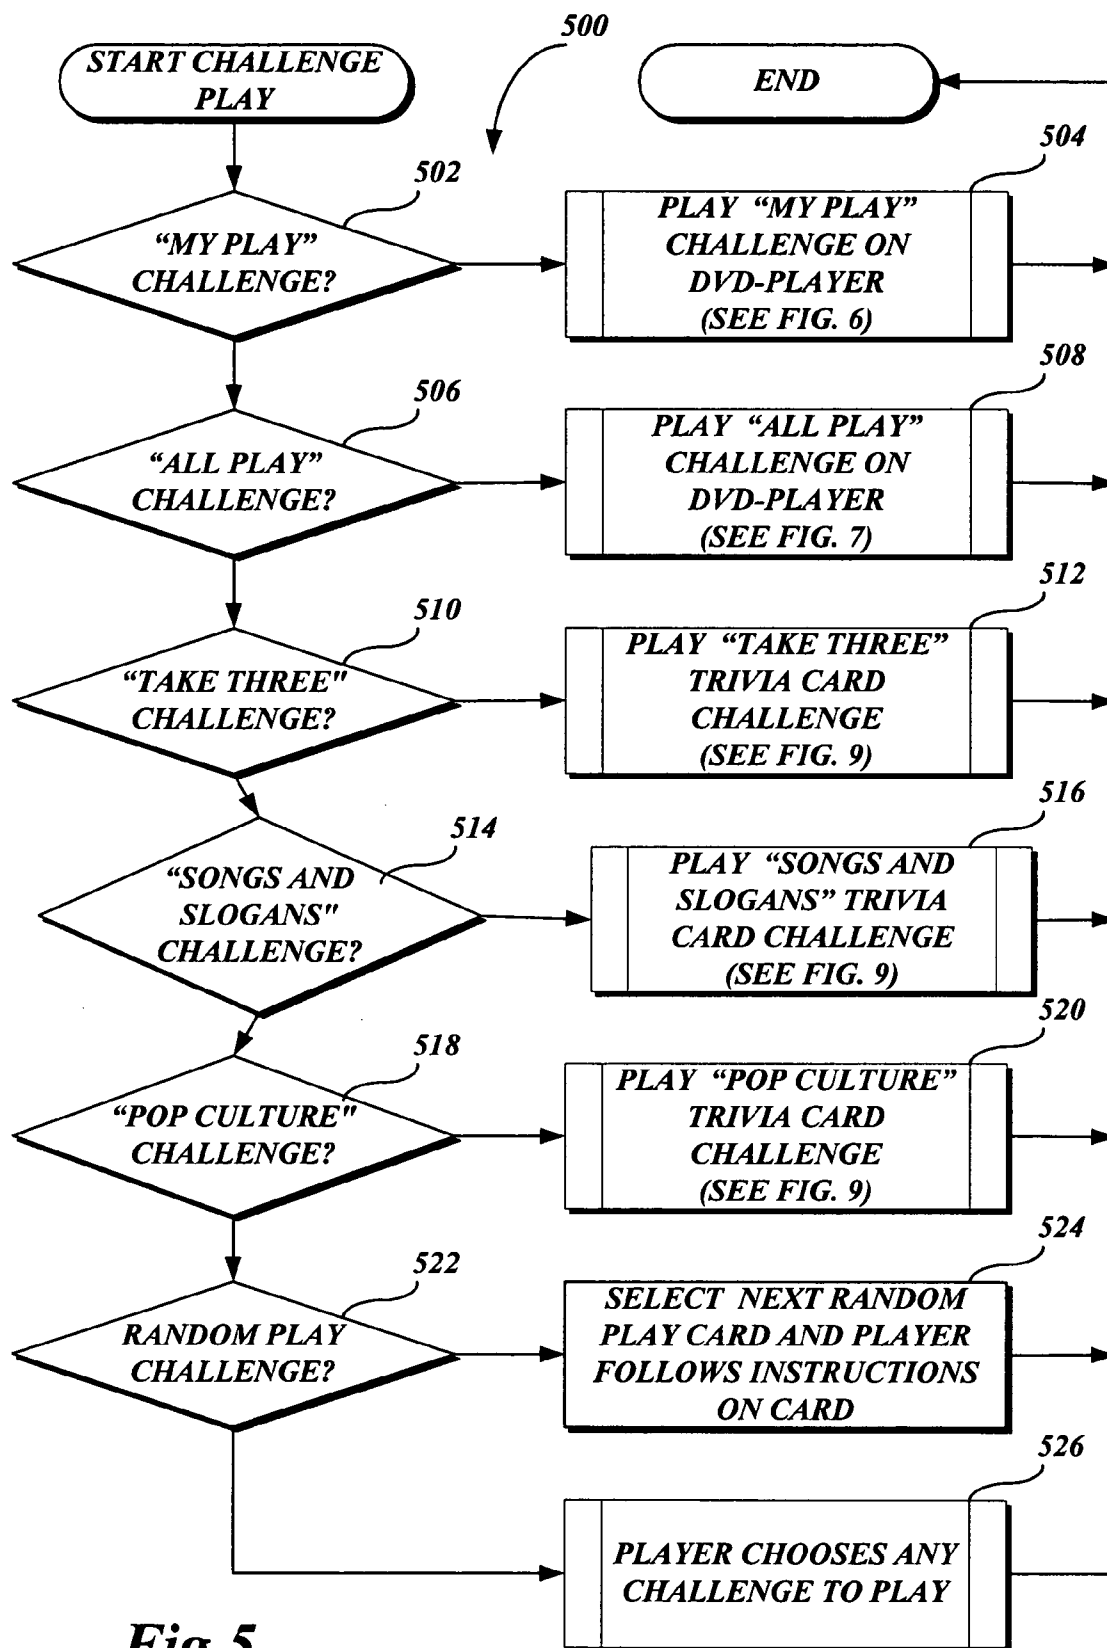 500
START CHALLENGE
PLAY
END
502
504
“MY PLAY”
CHALLENGE?
PLAY “MY PLAY”
CHALLENGE ON
DVD-PLAYER
(SEE FIG. 6)
506
508
“ALL PLAY”
CHALLENGE?
PLAY “ALL PLAY”
CHALLENGE ON
DVD-PLAYER
(SEE FIG. 7)
510
512
“TAKE THREE"
CHALLENGE?
PLAY “TAKE THREE”
TRIVIA CARD
CHALLENGE
(SEE FIG. 9)
514
516
“SONGS AND
SLOGANS"
CHALLENGE?
PLAY “SONGS AND
SLOGANS” TRIVIA
CARD CHALLENGE
(SEE FIG. 9)
518
520
“POP CULTURE"
CHALLENGE?
PLAY “POP CULTURE”
TRIVIA CARD
CHALLENGE
(SEE FIG. 9)
522
524
RANDOM PLAY
CHALLENGE?
SELECT NEXT RANDOM
PLAY CARD AND PLAYER
FOLLOWS INSTRUCTIONS
ON CARD
526
PLAYER CHOOSES ANY
CHALLENGE TO PLAY
Fig. 5